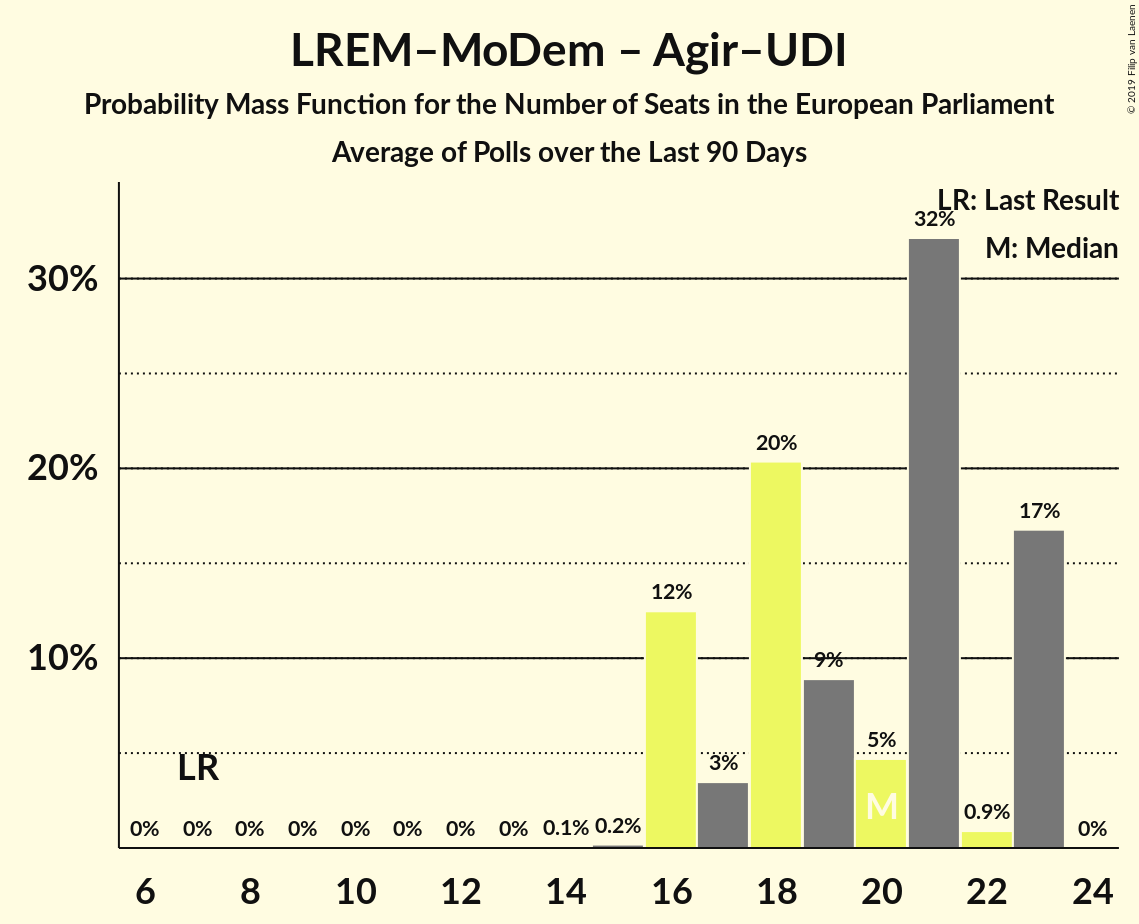 LREM–MoDem – Agir–UDI
Probability Mass Function for the Number of Seats in the European Parliament
Average of Polls over the Last 90 Days
© 2019 Filip van Laenen
LR: Last Result
M: Median
30%
20%
10%
LR
0% 0% 0% 0% 0% 0% 0% 0% 0.1% 0.2% 12% 3% 20% 9% 5% 32% 0.9% 17% 0%
M
6 8 10 12 14 16 18 20 22 24